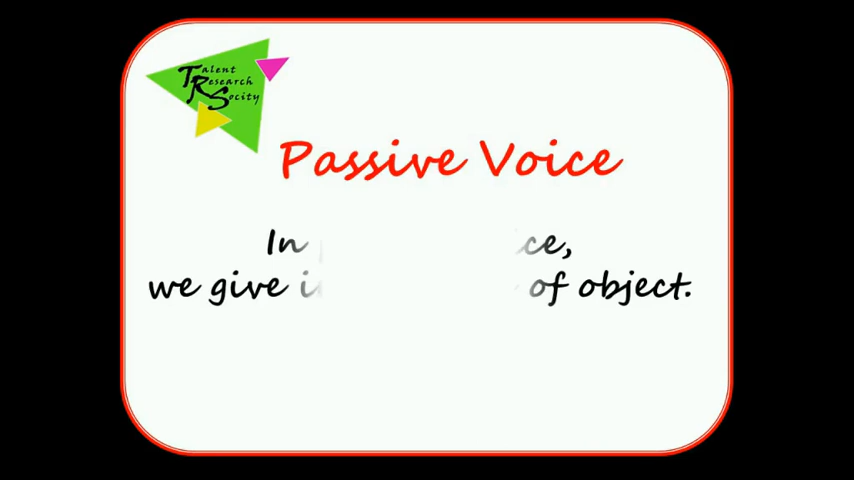 Talent
Research
Socity
Passive Voice
In
we give of object.